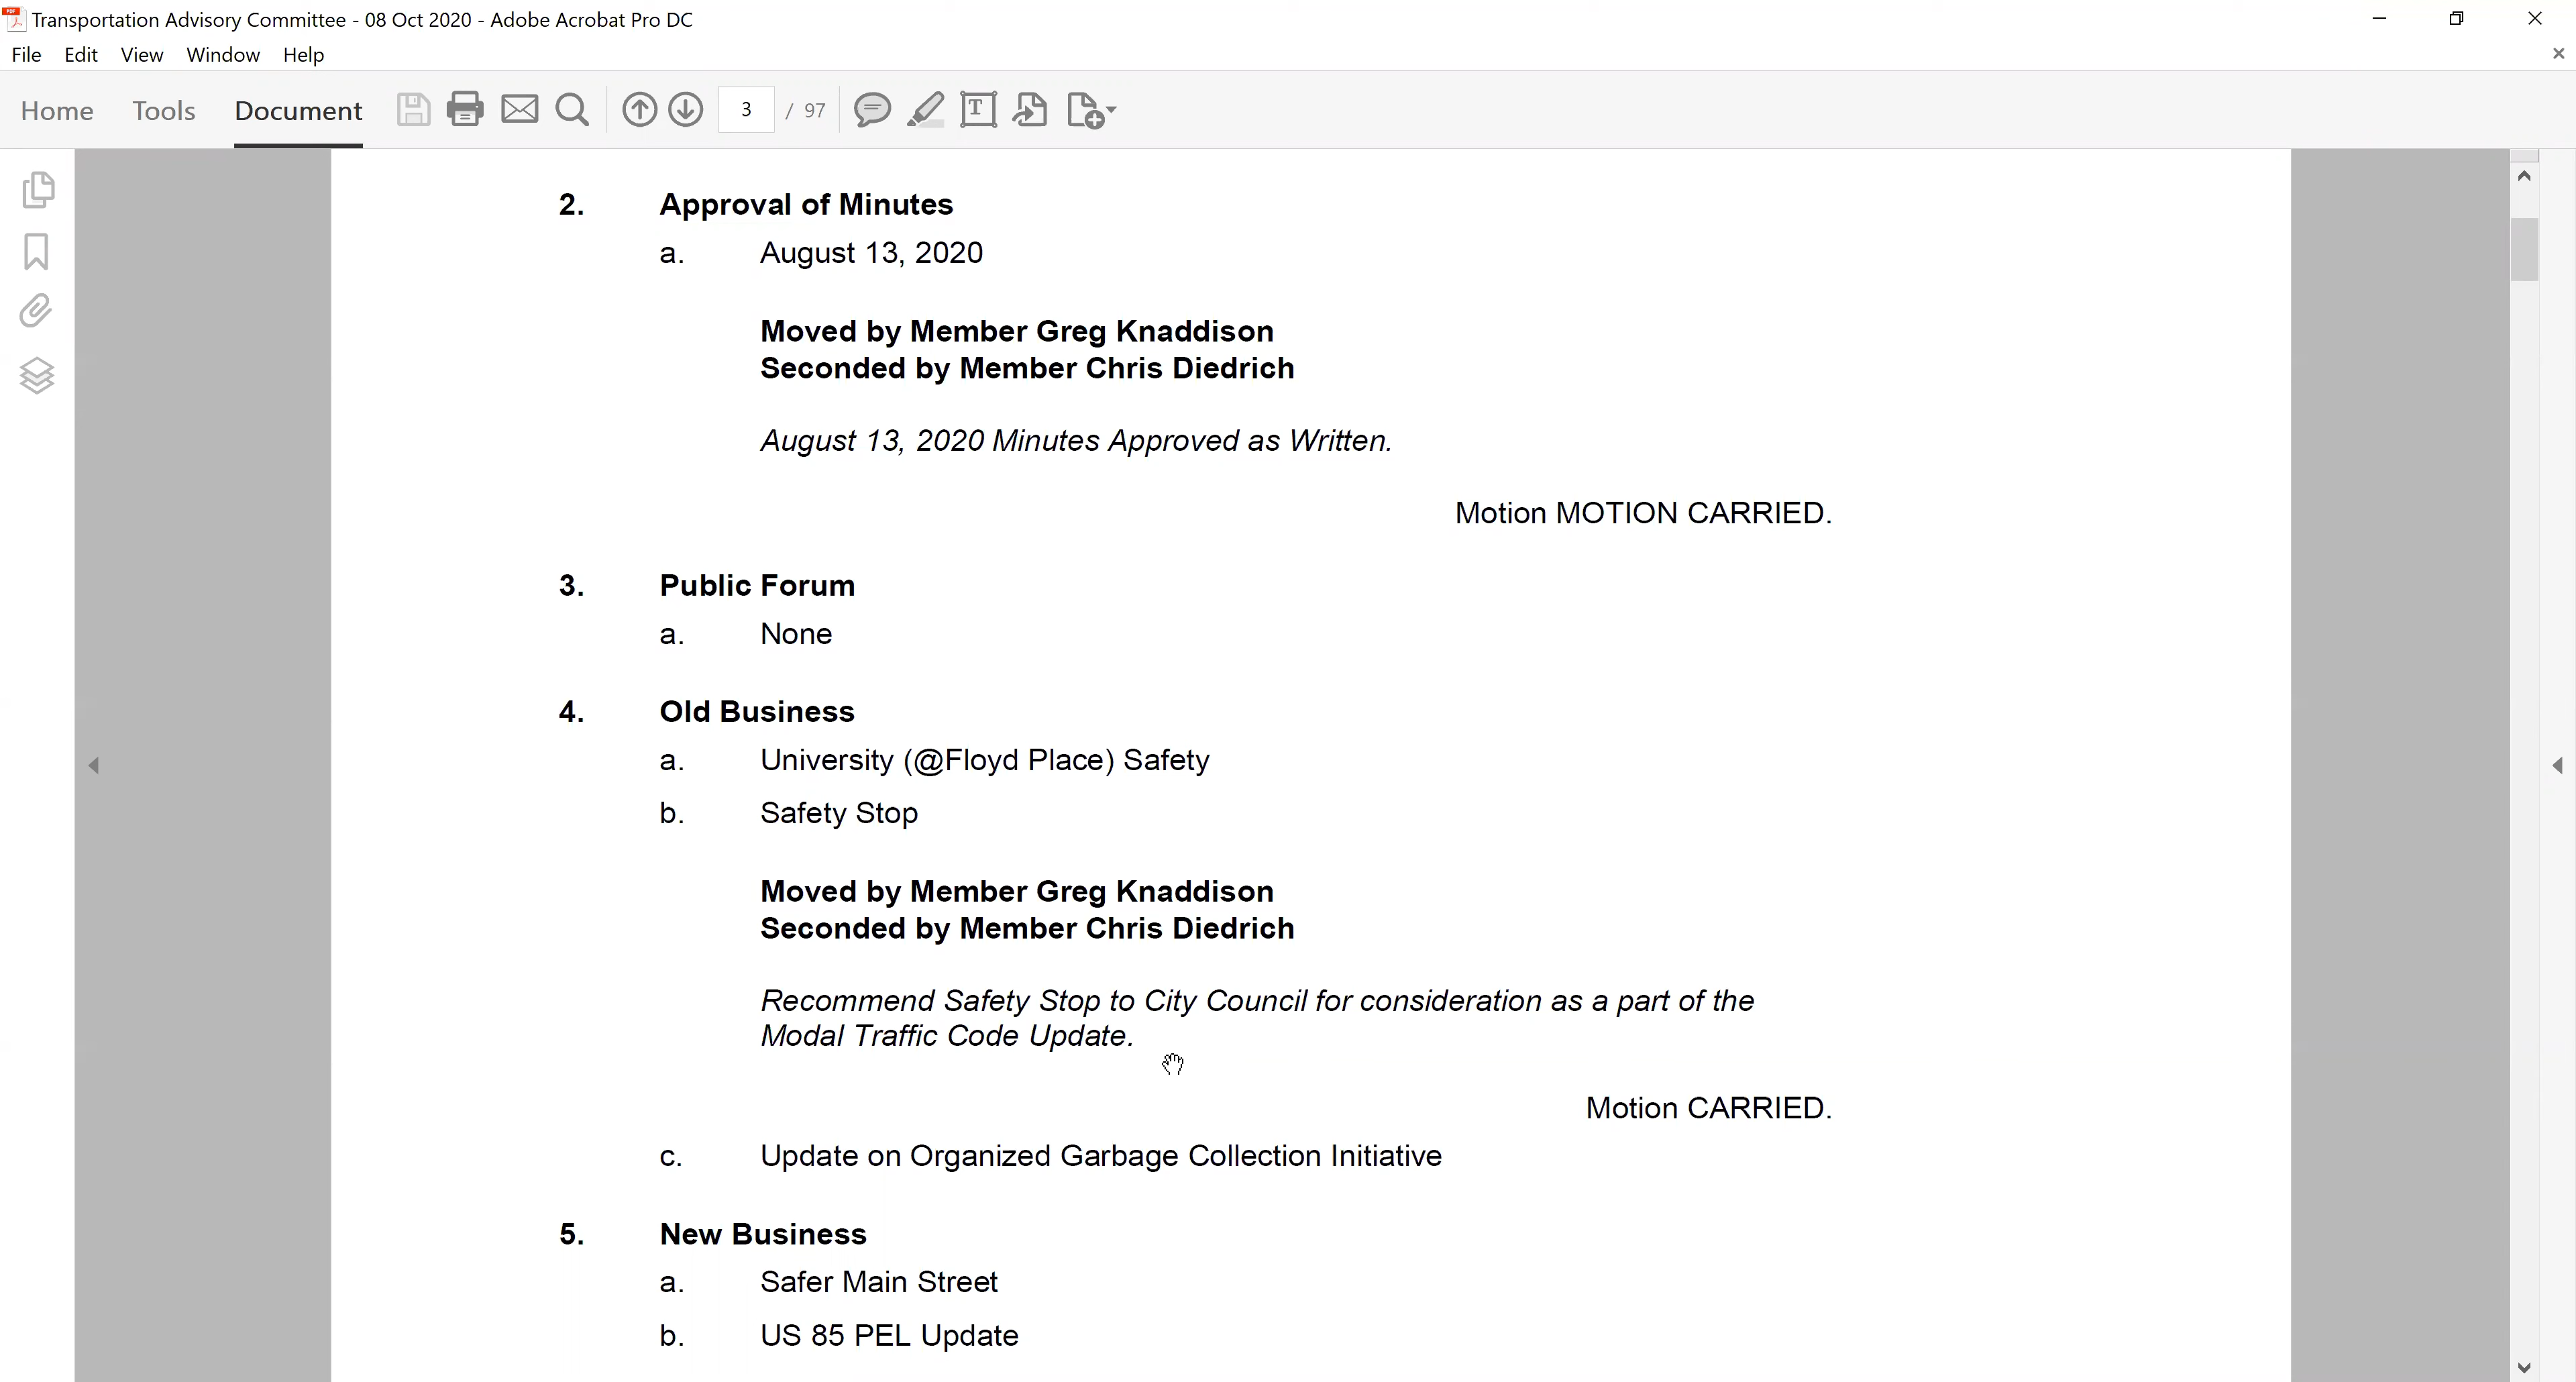 Transportation Advisory Committee - 08 Oct 2020 - Adobe Acrobat Pro DC
File Edit View Window Help
Home Tools Document 3 / 97
2. Approval of Minutes
a. August 13, 2020
Moved by Member Greg Knaddison
Seconded by Member Chris Diedrich
August 13, 2020 Minutes Approved as Written.
Motion MOTION CARRIED.
3. Public Forum
a. None
4. Old Business
a. University (@Floyd Place) Safety
b. Safety Stop
Moved by Member Greg Knaddison
Seconded by Member Chris Diedrich
Recommend Safety Stop to City Council for consideration as a part of the
Modal Traffic Code Update.
Motion CARRIED.
c. Update on Organized Garbage Collection Initiative
5. New Business
a. Safer Main Street
b. US 85 PEL Update